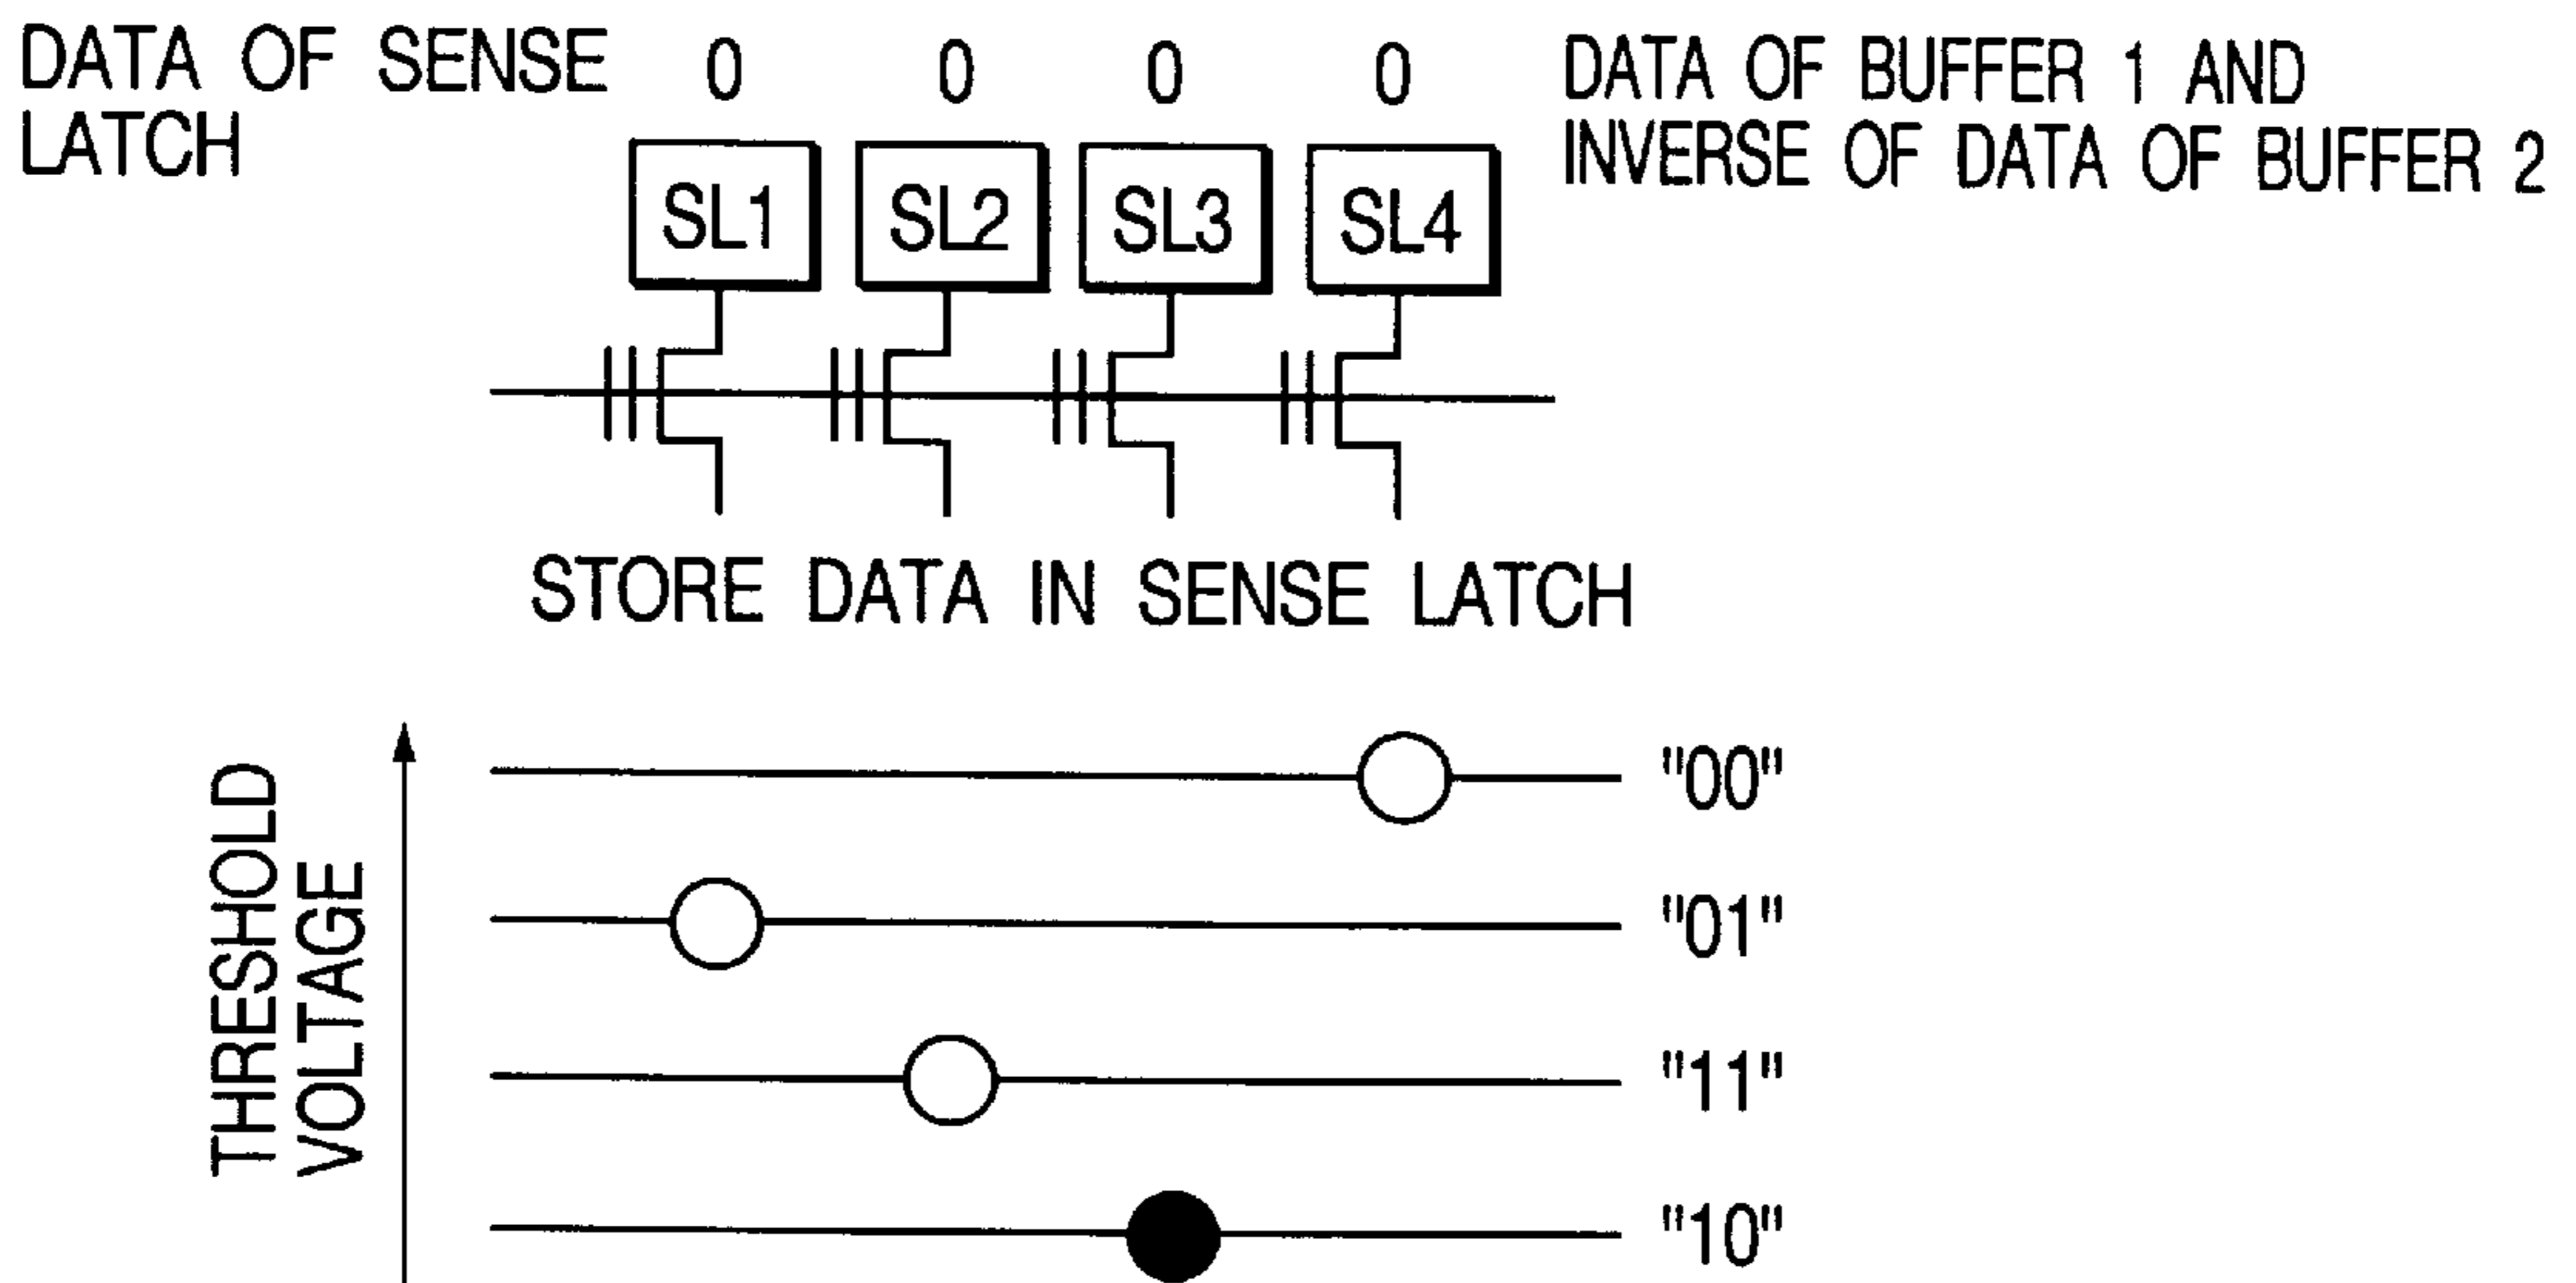 DATA OF SENSE
LATCH
0 0 0 0
DATA OF BUFFER 1 AND
INVERSE OF DATA OF BUFFER 2
SL1 SL2 SL3 SL4
STORE DATA IN SENSE LATCH
THRESHOLD
VOLTAGE
"00"
"01"
"11"
"10"